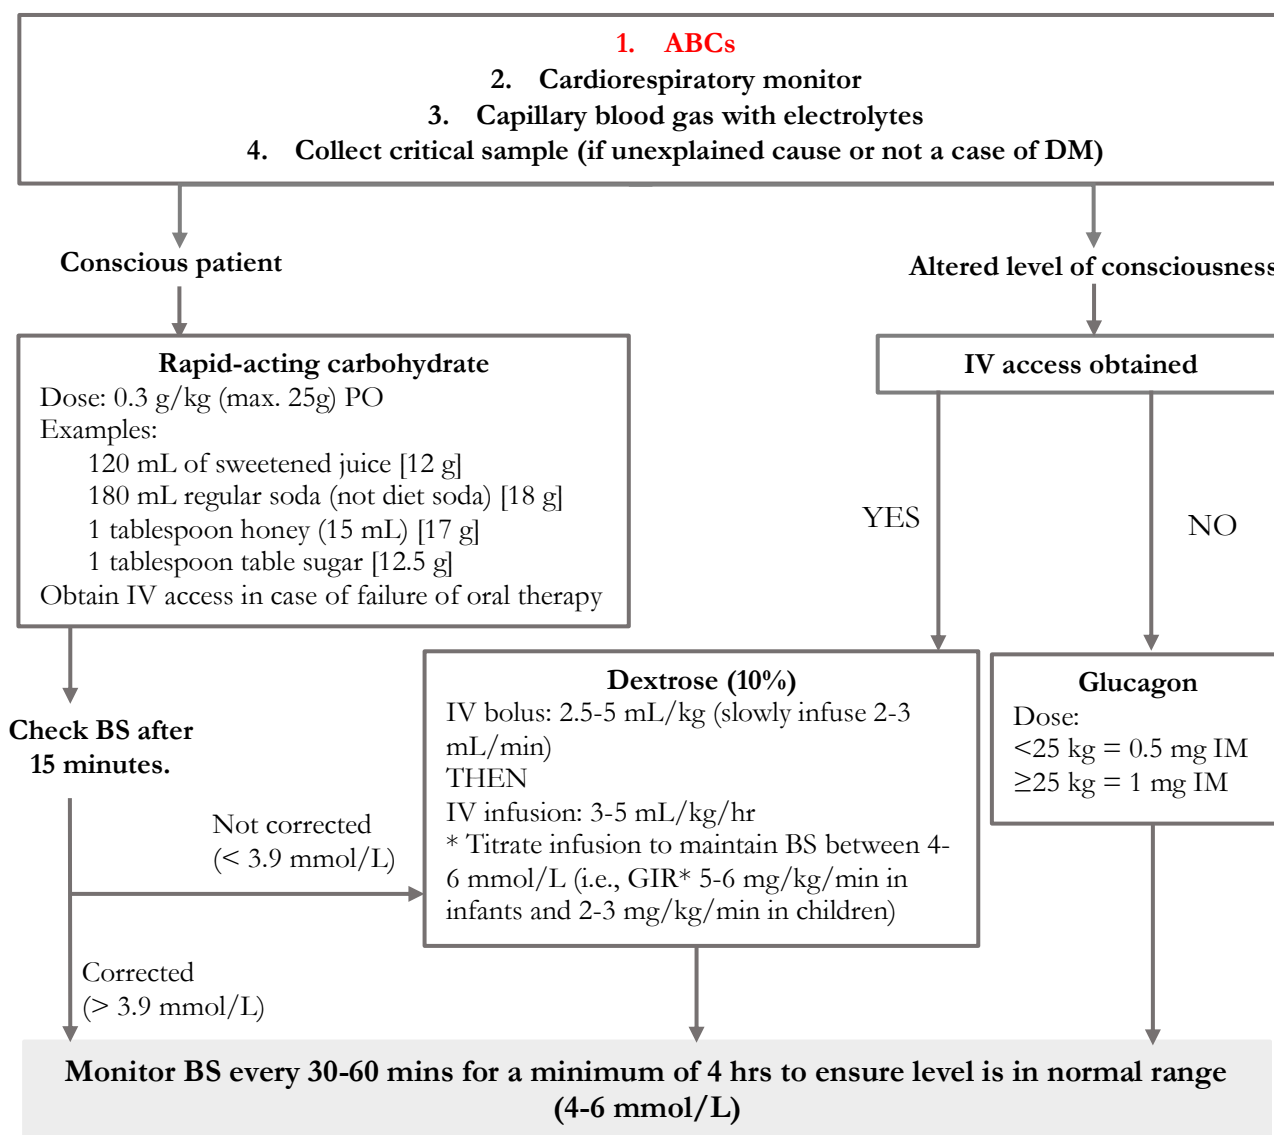 1. ABCs
2. Cardiorespiratory monitor
3. Capillary blood gas with electrolytes
4. Collect critical sample (if unexplained cause or not a case of DM)
Conscious patient
Altered level of consciousness
Rapid-acting carbohydrate
Dose: 0.3 g/kg (max. 25g) PO
Examples:
120 mL of sweetened juice [12 g]
180 mL regular soda (not diet soda) [18 g]
1 tablespoon honey (15 mL) [17 g]
1 tablespoon table sugar [12.5 g]
Obtain IV access in case of failure of oral therapy
IV access obtained
YES
NO
Check BS after
15 minutes.
Not corrected
(< 3.9 mmol/L)
Corrected
(> 3.9 mmol/L)
Dextrose (10%)
IV bolus: 2.5-5 mL/kg (slowly infuse 2-3
mL/min)
THEN
IV infusion: 3-5 mL/kg/hr
* Titrate infusion to maintain BS between 4-
6 mmol/L (i.e., GIR* 5-6 mg/kg/min in
infants and 2-3 mg/kg/min in children)
Glucagon
Dose:
<25 kg = 0.5 mg IM
≥25 kg = 1 mg IM
Monitor BS every 30-60 mins for a minimum of 4 hrs to ensure level is in normal range
(4-6 mmol/L)